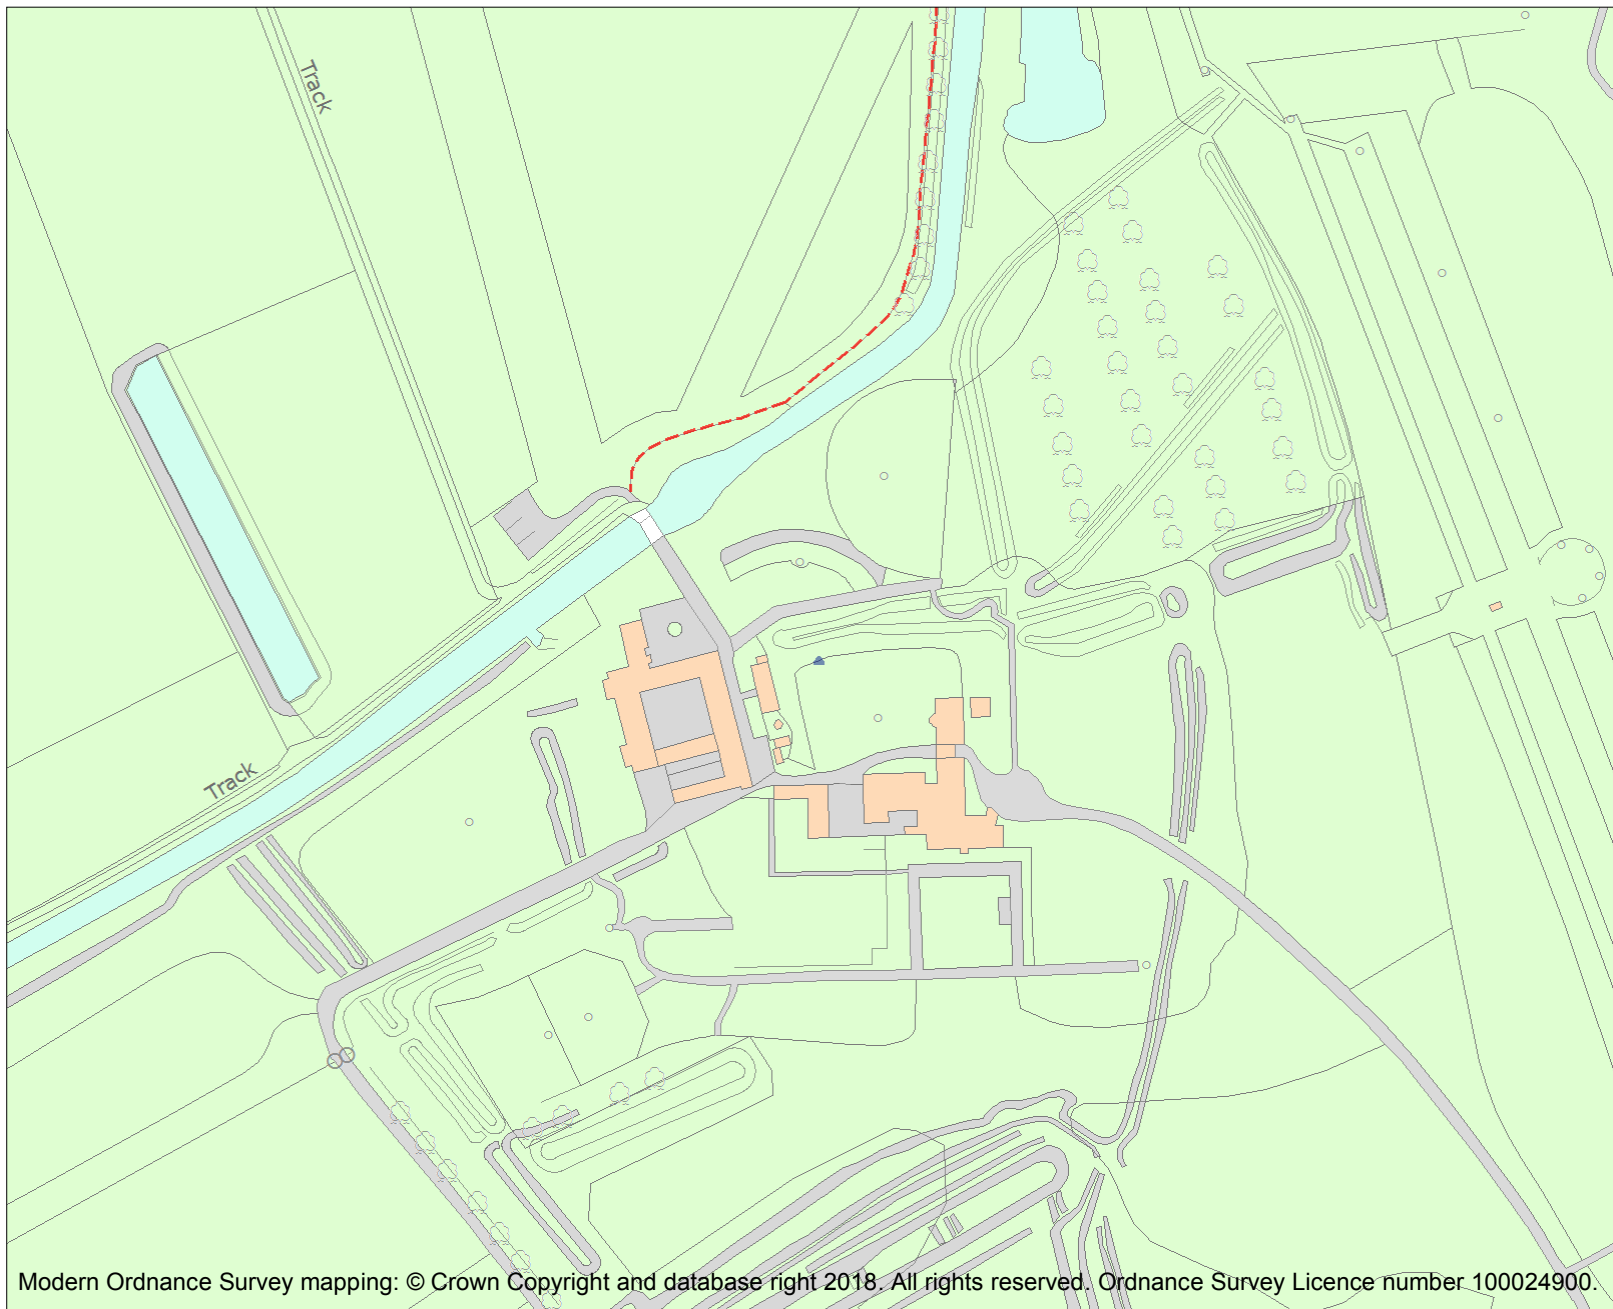 Track
Track
Modern Ordnance Survey mapping: © Crown Copyright and database right 2018. All rights reserved. Ordnance Survey Licence number 100024900.